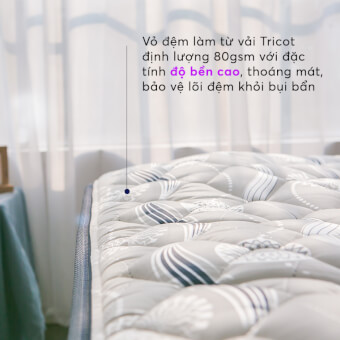 Vỏ đệm làm từ vải Tricot
định lượng 80gsm với đặc
tính độ bền cao, thoáng mát,
bảo vệ lõi đệm khỏi bụi bẩn